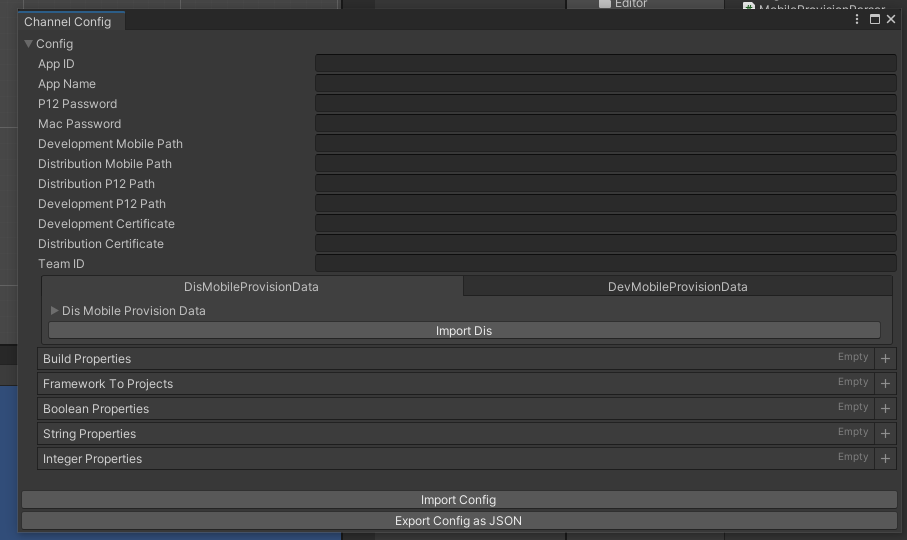 Editor
MobileProvisionParser
Channel Config
Config
App ID
App Name
P12 Password
Mac Password
Development Mobile Path
Distribution Mobile Path
Distribution P12 Path
Development P12 Path
Development Certificate
Distribution Certificate
Team ID
DisMobileProvisionData DevMobileProvisionData
Dis Mobile Provision Data
Import Dis
Build Properties Empty +
Framework To Projects Empty +
Boolean Properties Empty +
String Properties Empty +
Integer Properties Empty +
Import Config
Export Config as JSON